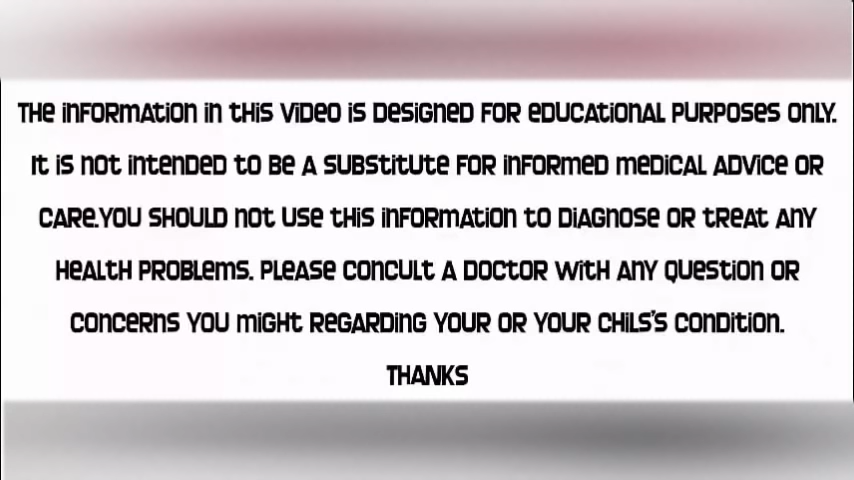 THE INFORMATION IN THIS VIDEO IS DESIGNED FOR EDUCATIONAL PURPOSES ONLY.
IT IS NOT INTENDED TO BE A SUBSTITUTE FOR INFORMED MEDICAL ADVICE OR
CARE.YOU SHOULD NOT USE THIS INFORMATION TO DIAGNOSE OR TREAT ANY
HEALTH PROBLEMS. PLEASE CONCULT A DOCTOR WITH ANY QUESTION OR
CONCERNS YOU MIGHT REGARDING YOUR OR YOUR CHILS'S CONDITION.
THANKS